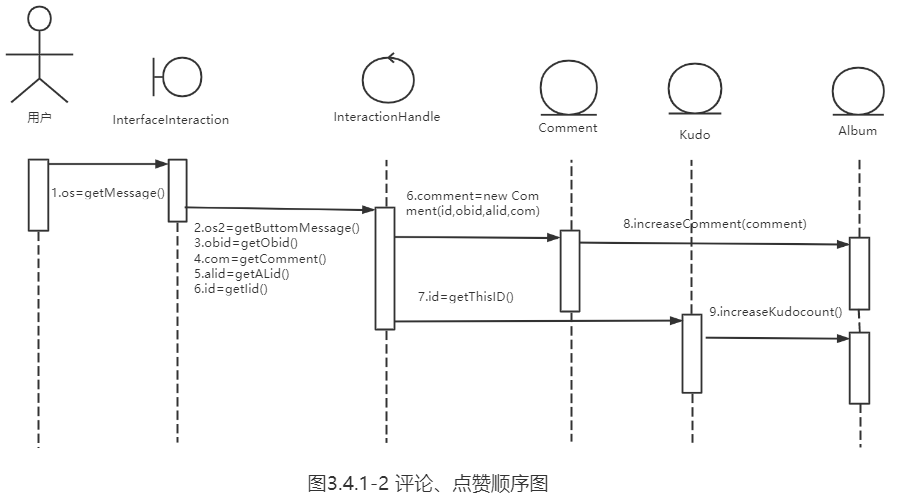 用户
InterfaceInteraction
InteractionHandle
Comment
Kudo
Album
1.os=getMessage()
2.os2=getButtomMessage()
3.obid=getObid()
4.com=getComment()
5.alid=getALid()
6.id=getIid()
6.comment=new Com
ment(id,obid,alid,com)
7.id=getThisID()
8.increaseComment(comment)
9.increaseKudocount()
图3.4.1-2 评论、点赞顺序图